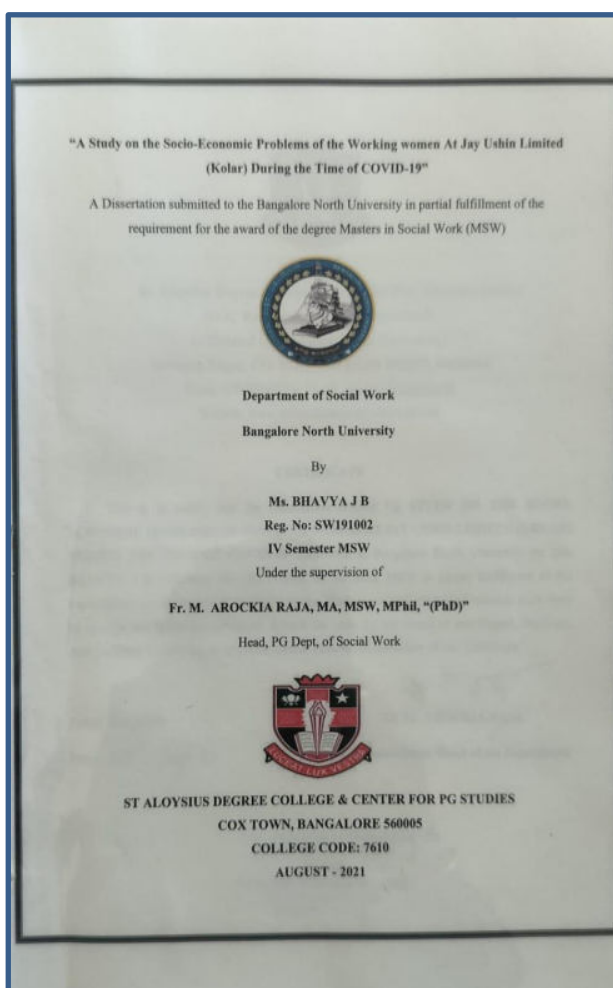 “A Study on the Socio-Economic Problems of the Working women At Jay Ushin Limited
(Kolar) During the Time of COVID-19”
A Dissertation submitted to the Bangalore North University in partial fulfillment of the
requirement for the award of the degree Masters in Social Work (MSW)
Department of Social Work
Bangalore North University
By
Ms. BHAVYA J B
Reg. No: SW191002
IV Semester MSW
Under the supervision of
Fr. M. AROCKIA RAJA, MA, MSW, MPhil, “(PhD)”
Head, PG Dept, of Social Work
ST ALOYSIUS DEGREE COLLEGE & CENTER FOR PG STUDIES
COX TOWN, BANGALORE 560005
COLLEGE CODE: 7610
AUGUST - 2021